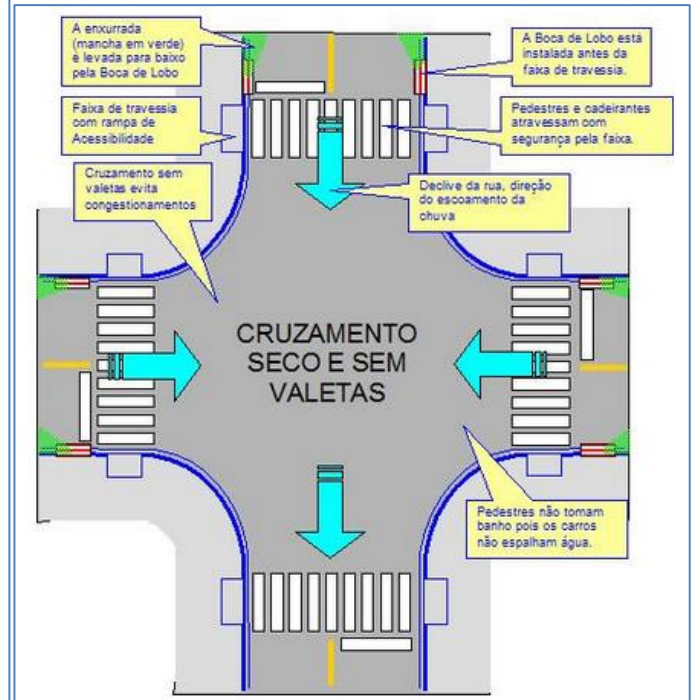 A enxurrada
(mancha em verde)
é levada para baixo
pela Boca de Lobo
A Boca de Lobo está
instalada antes da
faixa de travessia.
Faixa de travessia
com rampa de
Acessibilidade
Pedestres e cadeirantes
atravessam com
segurança pela faixa.
Cruzamento sem
valetas evita
congestionamentos
Declive da rua, direção
do escoamento da
chuva
CRUZAMENTO
SECO E SEM
VALETAS
Pedestres não tomam
banho pois os carros
não espalham água.